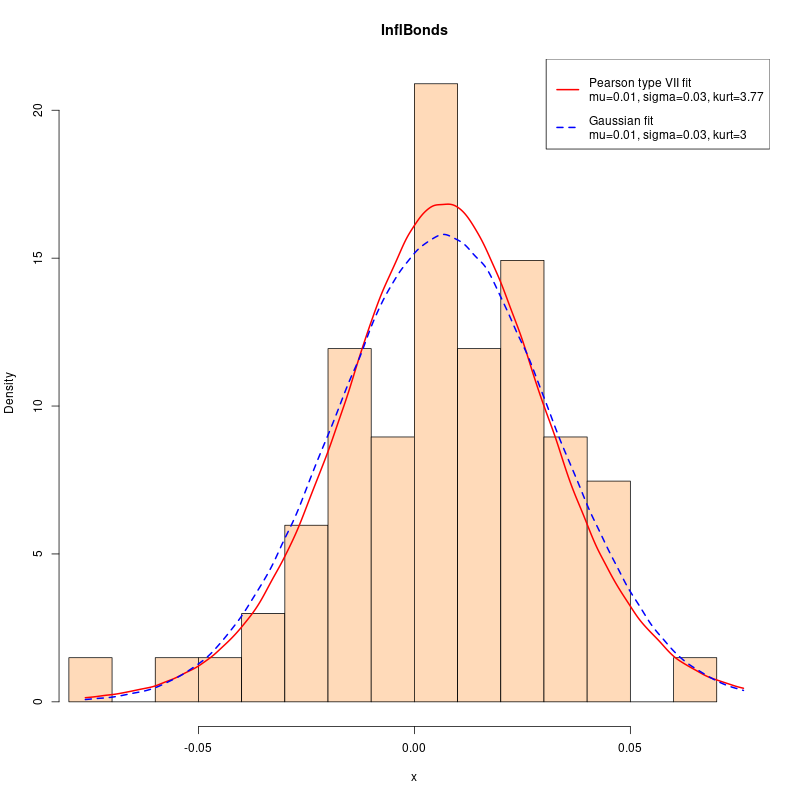 InflBonds
Pearson type VII fit
mu=0.01, sigma=0.03, kurt=3.77
Gaussian fit
mu=0.01, sigma=0.03, kurt=3
Density
20
15
10
5
0
-0.05 0.00 0.05
x